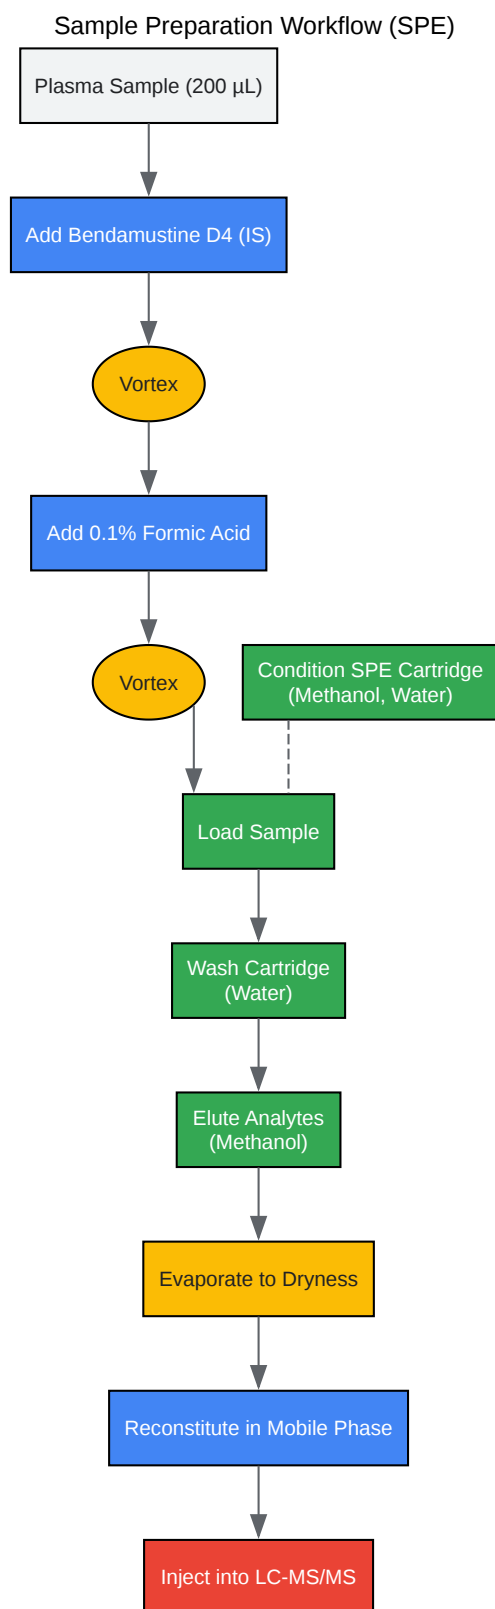 Sample Preparation Workflow (SPE)
Plasma Sample (200 µL)
Add Bendamustine D4 (IS)
Vortex
Add 0.1% Formic Acid
Vortex
Condition SPE Cartridge
(Methanol, Water)
Load Sample
Wash Cartridge
(Water)
Elute Analytes
(Methanol)
Evaporate to Dryness
Reconstitute in Mobile Phase
Inject into LC-MS/MS